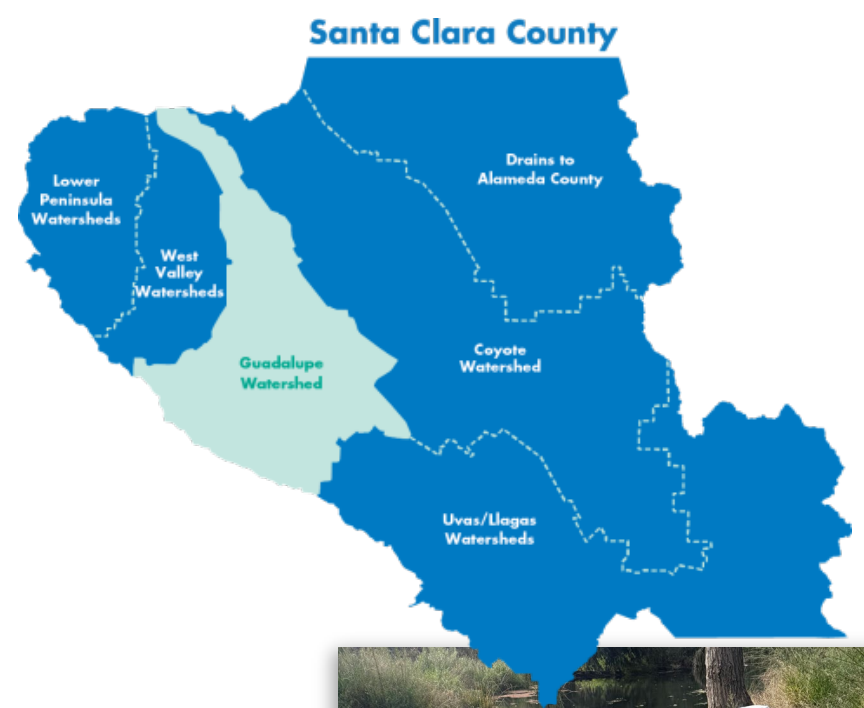 Santa Clara County
Drains to
Alameda County
Lower
Peninsula
Watersheds
West
Valley
Watersheds
Guadalupe
Watershed
Coyote
Watershed
Uvas/Llagas
Watersheds